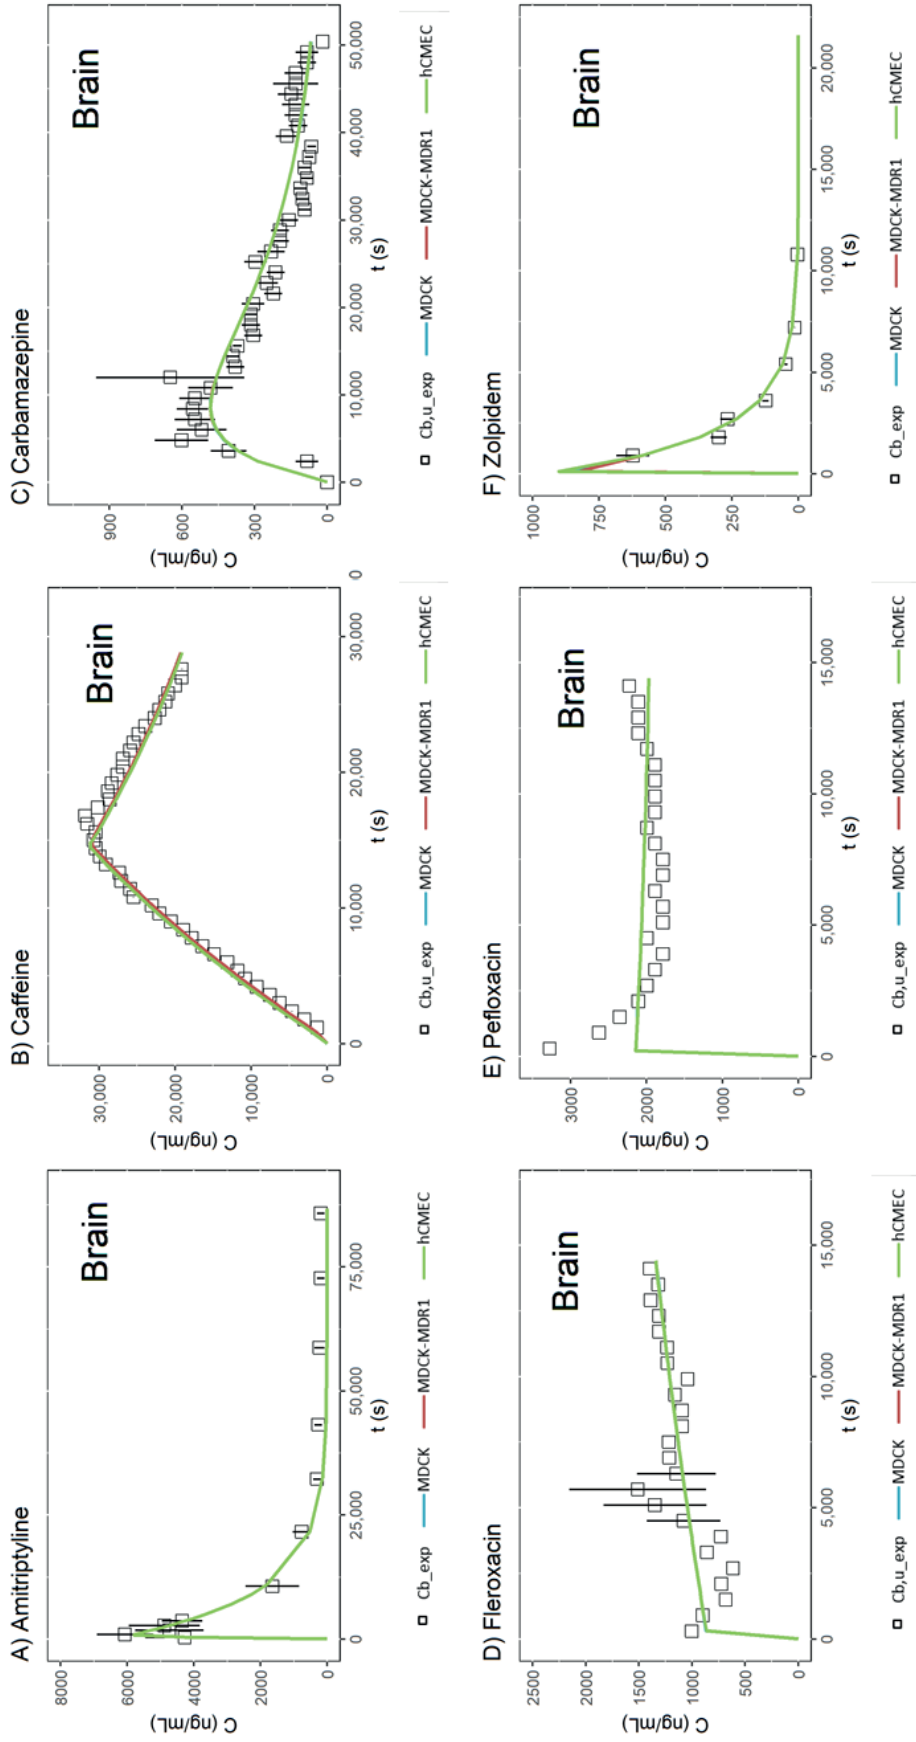 A) Amitriptyline
Brain
C (ng/mL)
8000
6000
4000
2000
0
0 25,000 50,000 75,000
t (s)
Cb_exp MDCK MDCK-MDR1 hCMEC
B) Caffeine
Brain
C (ng/mL)
30,000
20,000
10,000
0
0 10,000 20,000 30,000 0
t (s)
Cb,u_exp MDCK MDCK-MDR1 hCMEC
C) Carbamazepine
Brain
C (ng/mL)
900
600
300
0
0 10,000 20,000 30,000 40,000 50,000
t (s)
Cb,u_exp MDCK MDCK-MDR1 hCMEC
D) Fleroxacin
Brain
C (ng/mL)
2500
2000
1500
1000
500
0
0 5,000 10,000 15,000
t (s)
Cb,u_exp MDCK MDCK-MDR1 hCMEC
E) Pefloxacin
Brain
C (ng/mL)
3000
2000
1000
0
0 5,000 10,000 15,000
t (s)
Cb,u_exp MDCK MDCK-MDR1 hCMEC
F) Zolpidem
Brain
C (ng/mL)
1000
750
500
250
0
0 5,000 10,000 15,000 20,000
t (s)
Cb_exp MDCK MDCK-MDR1 hCMEC